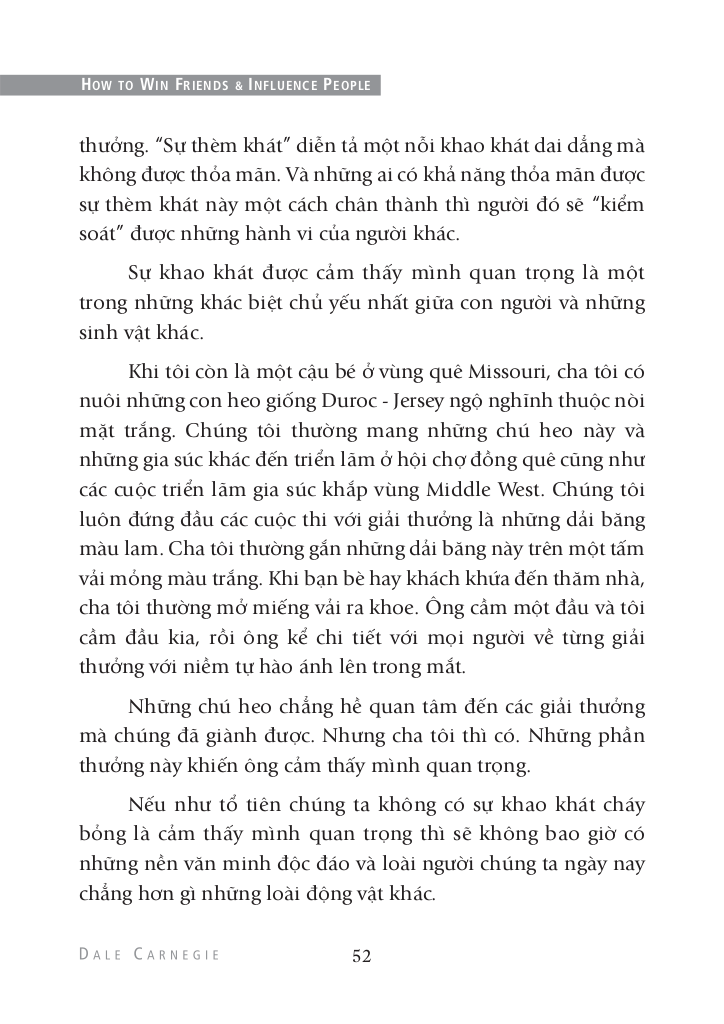 HOW TO WIN FRIENDS & INFLUENCE PEOPLE
thưởng. “Sự thèm khát” diễn tả một nỗi khao khát dai dẳng mà
không được thỏa mãn. Và những ai có khả năng thỏa mãn được
sự thèm khát này một cách chân thành thì người đó sẽ “kiểm
soát” được những hành vi của người khác.
Sự khao khát được cảm thấy mình quan trọng là một
trong những khác biệt chủ yếu nhất giữa con người và những
sinh vật khác.
Khi tôi còn là một cậu bé ở vùng quê Missouri, cha tôi có
nuôi những con heo giống Duroc - Jersey ngộ nghĩnh thuộc nòi
mặt trắng. Chúng tôi thường mang những chú heo này và
những gia súc khác đến triển lãm ở hội chợ đồng quê cũng như
các cuộc triển lãm gia súc khắp vùng Middle West. Chúng tôi
luôn đứng đầu các cuộc thi với giải thưởng là những dải băng
màu lam. Cha tôi thường gắn những dải băng này trên một tấm
vải mỏng màu trắng. Khi bạn bè hay khách khứa đến thăm nhà,
cha tôi thường mở miếng vải ra khoe. Ông cầm một đầu và tôi
cầm đầu kia, rồi ông kể chi tiết với mọi người về từng giải
thưởng với niềm tự hào ánh lên trong mắt.
Những chú heo chẳng hề quan tâm đến các giải thưởng
mà chúng đã giành được. Nhưng cha tôi thì có. Những phần
thưởng này khiến ông cảm thấy mình quan trọng.
Nếu như tổ tiên chúng ta không có sự khao khát cháy
bỏng là cảm thấy mình quan trọng thì sẽ không bao giờ có
những nền văn minh độc đáo và loài người chúng ta ngày nay
chẳng hơn gì những loài động vật khác.
DALE CARNEGIE 52